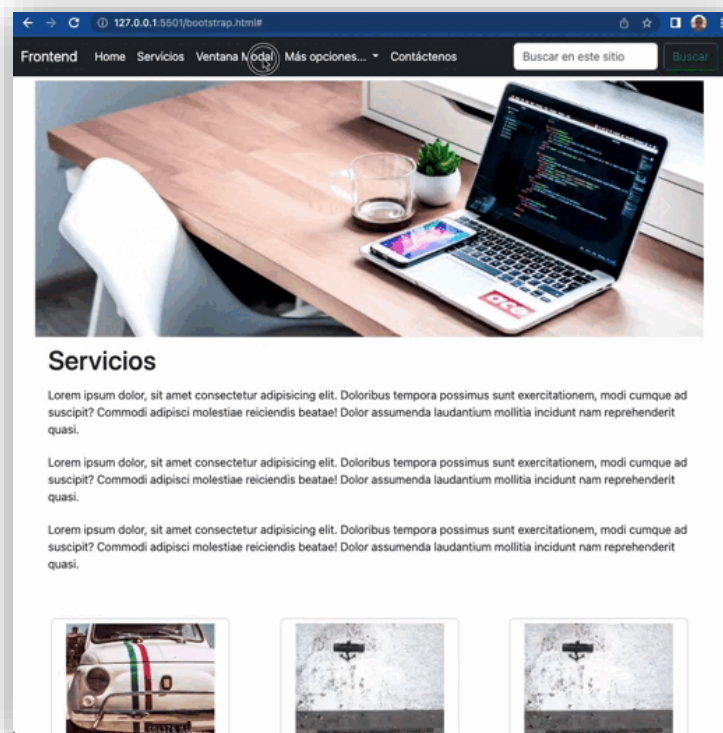 127.0.0.1:5501/bootstrap.html#
Frontend Home Servicios Ventana Modal Más opciones... Contáctenos Buscar en este sitio Buscar
ace
Servicios
Lorem ipsum dolor, sit amet consectetur adipisicing elit. Doloribus tempora possimus sunt exercitationem, modi cumque ad
suscipit? Commodi adipisci molestiae reiciendis beatae! Dolor assumenda laudantium mollitia incidunt nam reprehenderit
quasi.
Lorem ipsum dolor, sit amet consectetur adipisicing elit. Doloribus tempora possimus sunt exercitationem, modi cumque ad
suscipit? Commodi adipisci molestiae reiciendis beatae! Dolor assumenda laudantium mollitia incidunt nam reprehenderit
quasi.
Lorem ipsum dolor, sit amet consectetur adipisicing elit. Doloribus tempora possimus sunt exercitationem, modi cumque ad
suscipit? Commodi adipisci molestiae reiciendis beatae! Dolor assumenda laudantium mollitia incidunt nam reprehenderit
quasi.